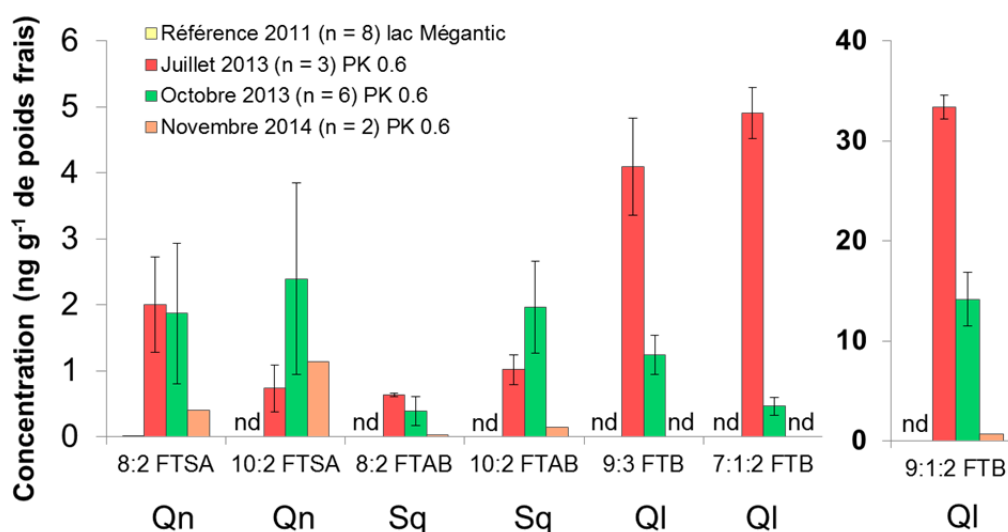 Concentration (ng g⁻¹ de poids frais)
6
5
4
3
2
1
0
Référence 2011 (n = 8) lac Mégantic
Juillet 2013 (n = 3) PK 0.6
Octobre 2013 (n = 6) PK 0.6
Novembre 2014 (n = 2) PK 0.6
nd nd nd nd nd nd nd
8:2 FTSA 10:2 FTSA 8:2 FTAB 10:2 FTAB 9:3 FTB 7:1:2 FTB
Qn Qn Sq Sq Ql Ql
40
30
20
10
0
nd
9:1:2 FTB
Ql